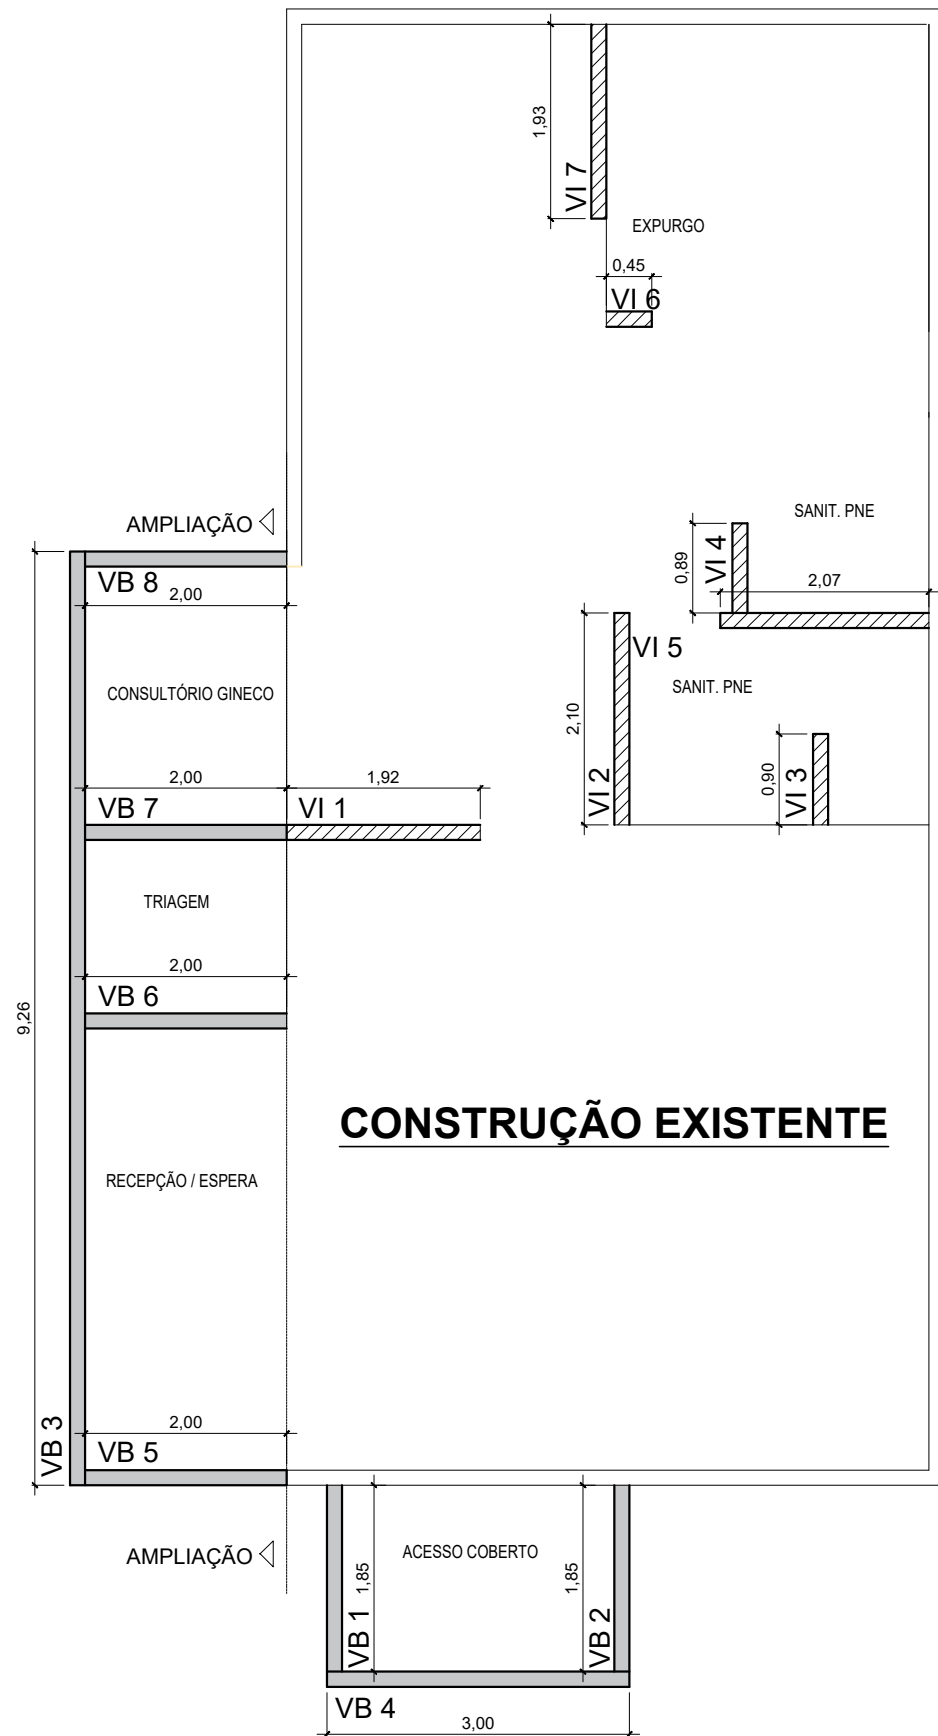 1,93
VI 7
EXPURGO
0,45
VI 6
AMPLIAÇÃO
SANIT. PNE
0,89
VI 4
2,07
VB 8
2,00
VI 5
CONSULTÓRIO GINECO
SANIT. PNE
2,10
VI 2
0,90
VI 3
2,00
1,92
VB 7
VI 1
TRIAGEM
2,00
VB 6
9,26
CONSTRUÇÃO EXISTENTE
RECEPÇÃO / ESPERA
2,00
VB 3
VB 5
AMPLIAÇÃO
ACESSO COBERTO
1,85
1,85
VB 1
VB 2
VB 4
3,00